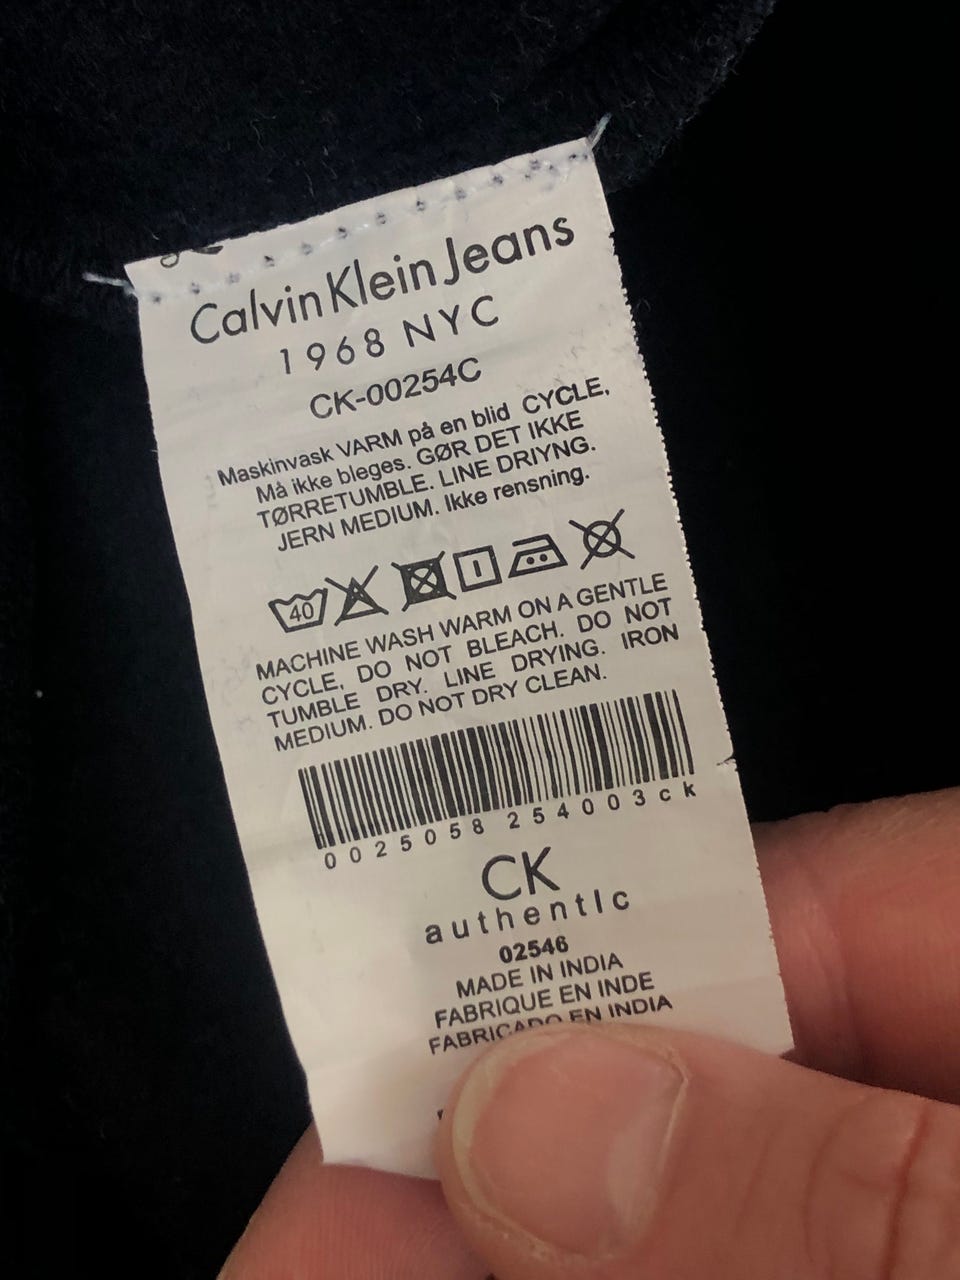 Calvin Klein Jeans
1968 NYC
CK-00254C
Maskinvask VARM på en blid CYCLE,
Må ikke bleges. GØR DET IKKE
TØRRETUMBLE. LINE DRIYNG.
JERN MEDIUM. Ikke rensning.
40
MACHINE WASH WARM ON A GENTLE
CYCLE, DO NOT BLEACH. DO NOT
TUMBLE DRY. LINE DRYING. IRON
MEDIUM. DO NOT DRY CLEAN.
0025058 254003ck
CK
authentIc
02546
MADE IN INDIA
FABRIQUE EN INDE
FABRICADO EN INDIA